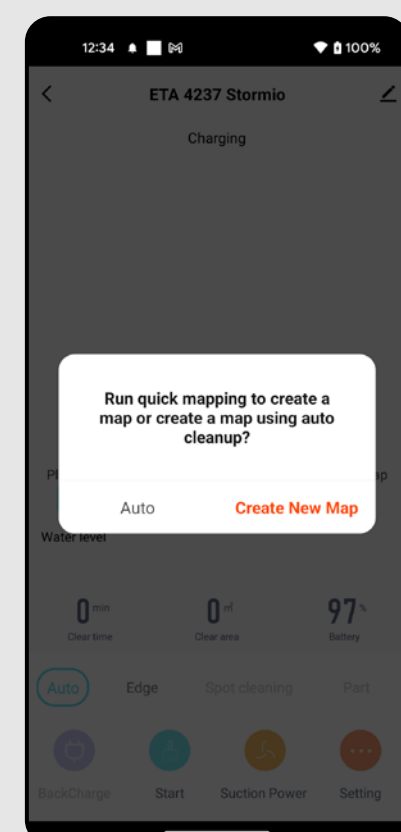 12:34 100%
ETA 4237 Stormio
Charging
Run quick mapping to create a
map or create a map using auto
cleanup?
Auto Create New Map
Water level
0 min 0 ㎡ 97 %
Clear time Clear area Battery
Auto Edge Spot cleaning Part
BackCharge Start Suction Power Setting